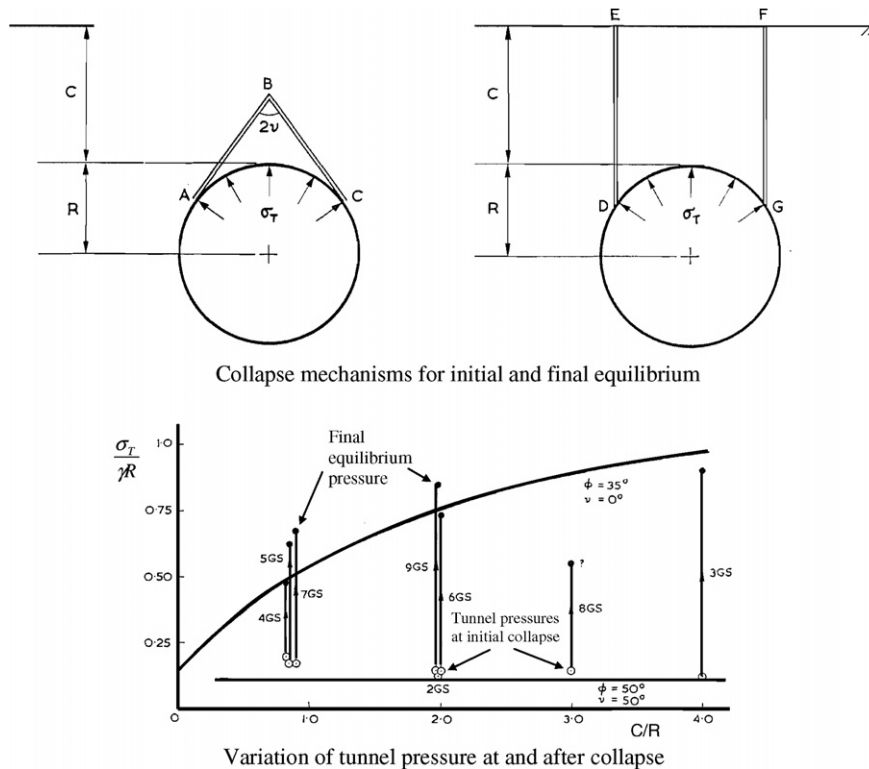 E F
C C
B
2ν
A C
D G
R R
σT στ
Collapse mechanisms for initial and final equilibrium
σT
γR
1·0
0·75
0·50
0·25
0
1·0 2·0 3·0 4·0
C/R
Final
equilibrium
pressure
ϕ = 35°
ν = 0°
5GS
7GS
4GS
9GS
6GS
?
8GS
3GS
Tunnel pressures
at initial collapse
2GS
ϕ = 50°
ν = 50°
Variation of tunnel pressure at and after collapse